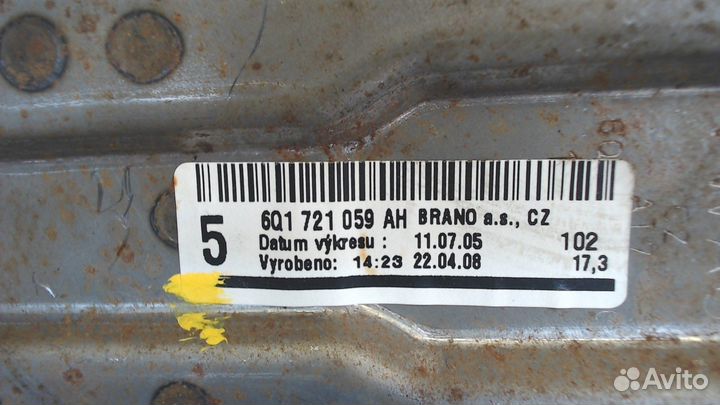 5
6Q1 721 059 AH BRANO a.s., CZ
Datum výkresu : 11.07.05 102
Vyrobeno: 14:23 22.04.08 17,3
Avito